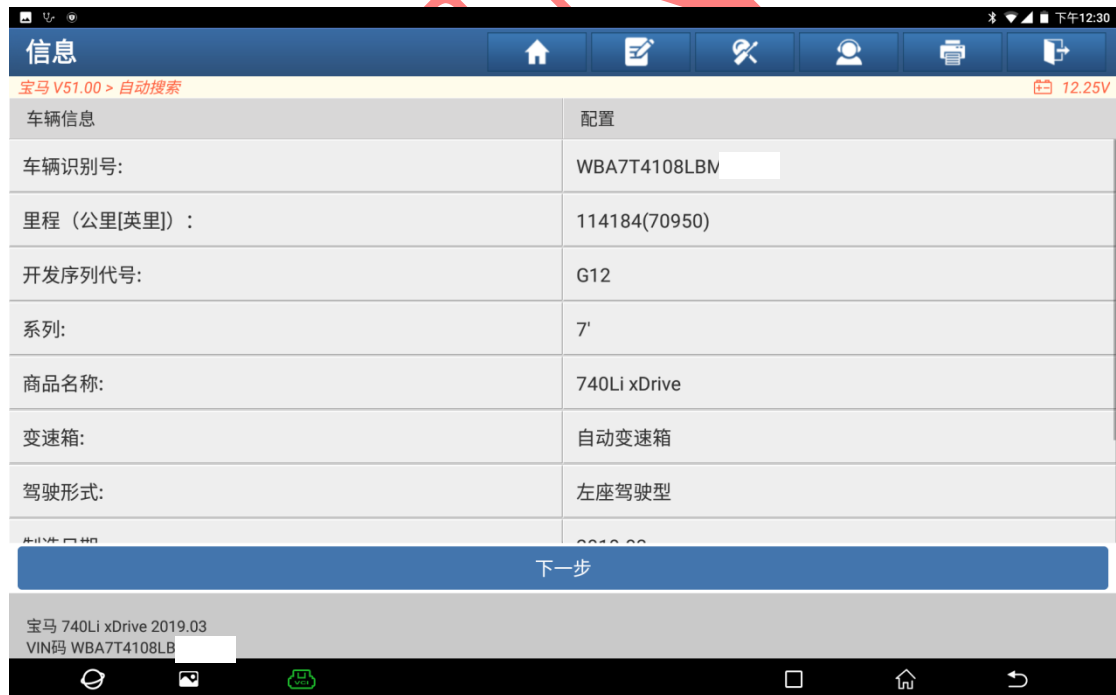 下午12:30
信息
宝马 V51.00 > 自动搜索
12.25V
车辆信息 配置
车辆识别号: WBA7T4108LBM
里程（公里[英里]）： 114184(70950)
开发序列代号: G12
系列: 7'
商品名称: 740Li xDrive
变速箱: 自动变速箱
驾驶形式: 左座驾驶型
下一步
宝马 740Li xDrive 2019.03
VIN码 WBA7T4108LB
VCI